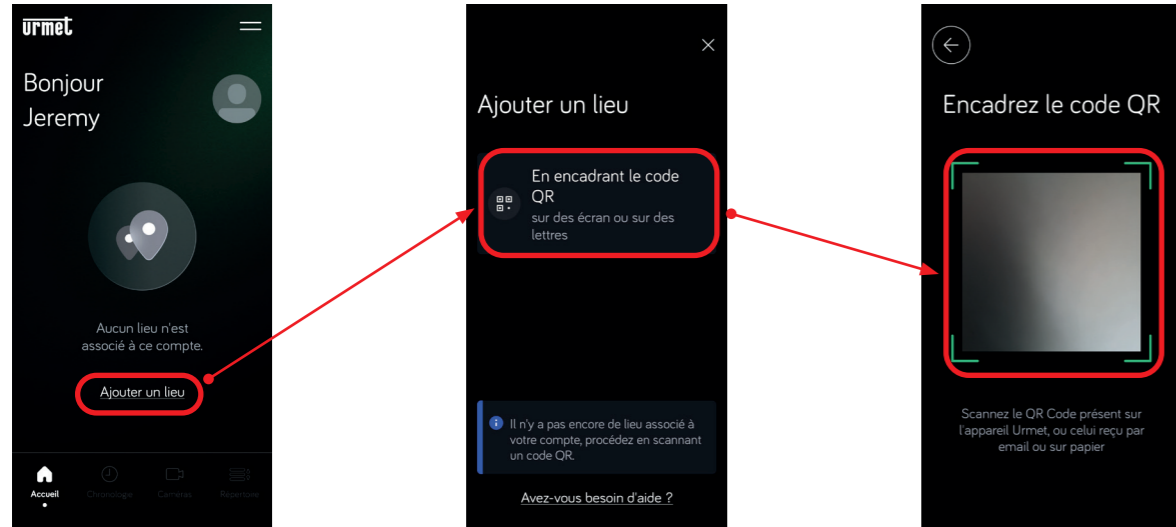 urmet
Bonjour
Jeremy
Aucun lieu n'est
associé à ce compte.
Ajouter un lieu
Accueil
Chronologie
Caméras
Répertoire
Ajouter un lieu
En encadrant le code
QR
sur des écran ou sur des
lettres
Il n'y a pas encore de lieu associé à
votre compte, procédez en scannant
un code QR.
Avez-vous besoin d'aide ?
Encadrez le code QR
Scannez le QR Code présent sur
l'appareil Urmet, ou celui reçu par
email ou sur papier